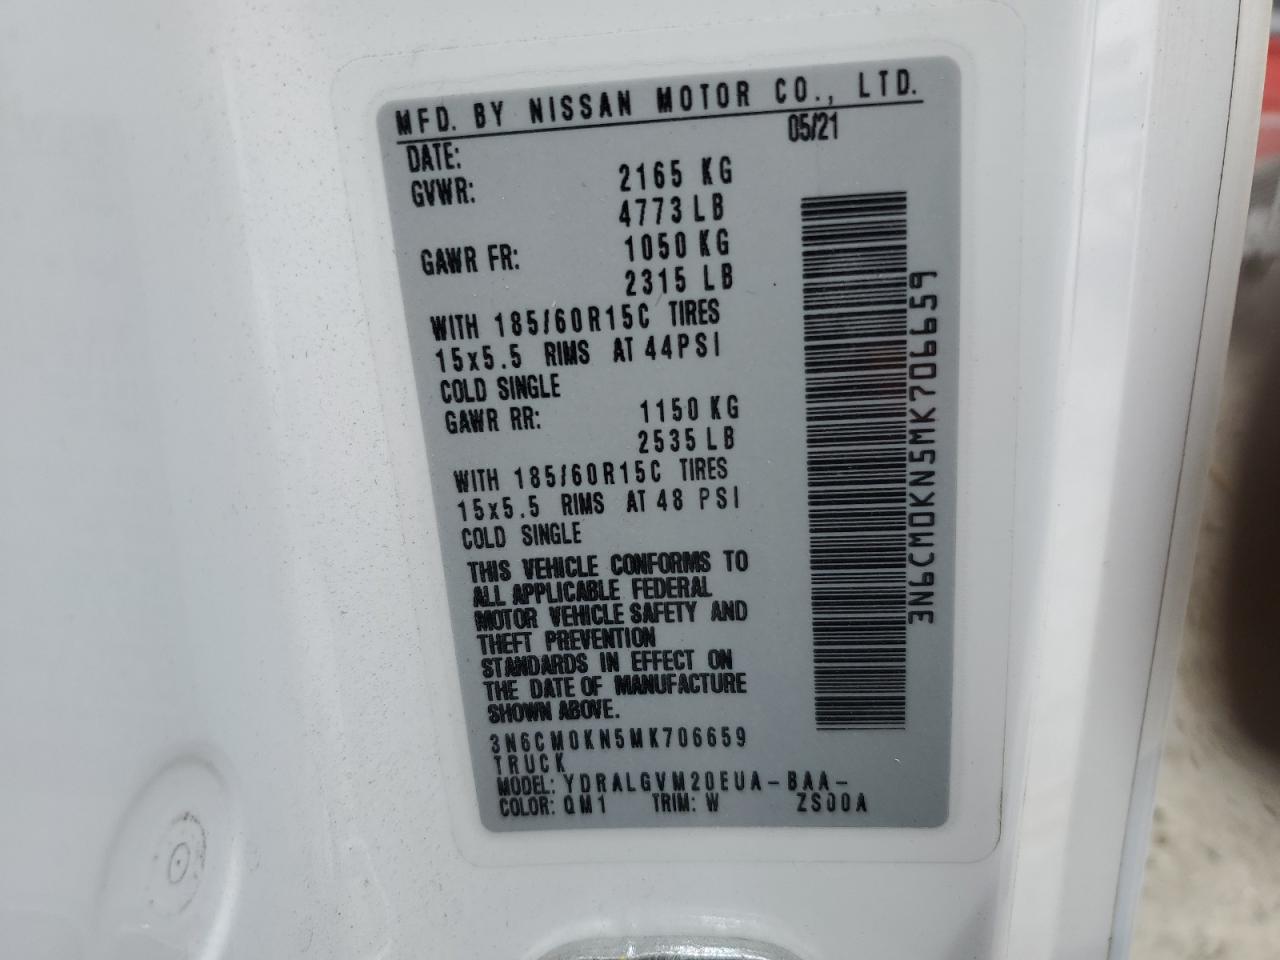 MFD. BY NISSAN MOTOR CO., LTD.
DATE: 05/21
GVWR: 2165 KG
4773 LB
GAWR FR: 1050 KG
2315 LB
WITH 185/60R15C TIRES
15x5.5 RIMS AT 44PSI
COLD SINGLE
GAWR RR: 1150 KG
2535 LB
WITH 185/60R15C TIRES
15x5.5 RIMS AT 48 PSI
COLD SINGLE
THIS VEHICLE CONFORMS TO
ALL APPLICABLE FEDERAL
MOTOR VEHICLE SAFETY AND
THEFT PREVENTION
STANDARDS IN EFFECT ON
THE DATE OF MANUFACTURE
SHOWN ABOVE.
3N6CM0KN5MK706659
TRUCK
MODEL: YDRALGVM20EUA-BAA-
COLOR: QM1 TRIM: W ZS00A
3N6CM0KN5MK706659